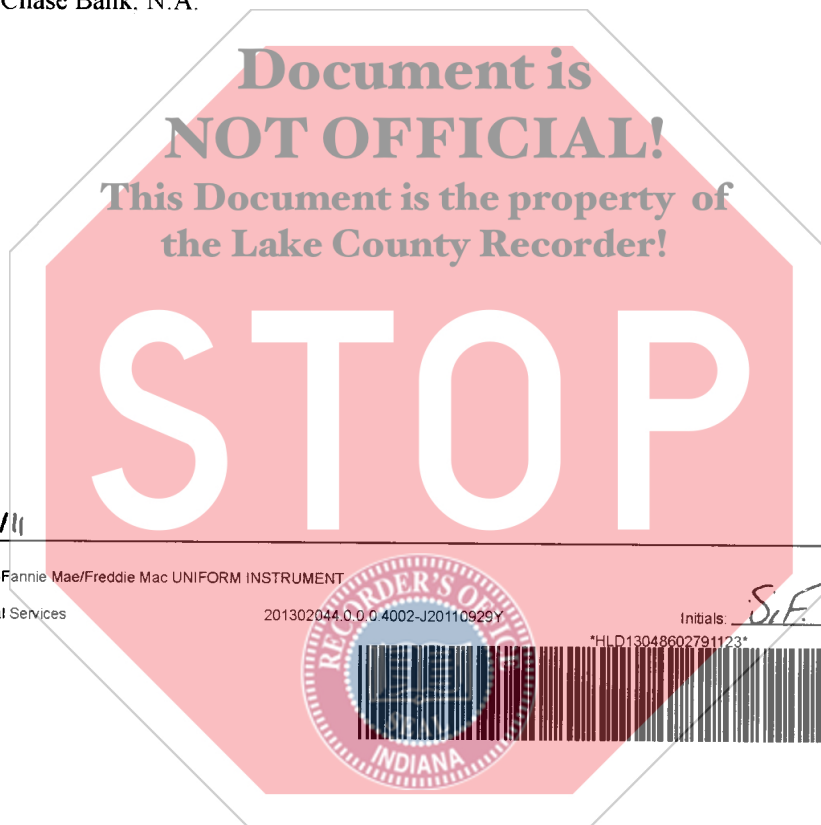 Chase Bank, N.A.
Document is
NOT OFFICIAL!
This Document is the property of
the Lake County Recorder!
STOP
Fannie Mae/Freddie Mac UNIFORM INSTRUMENT
Services
201302044.0.0.0.4002-J20110929Y
Initials: S.F.
*HLD13048602791123*
RECORDER'S OFFICE
SEAL
INDIANA